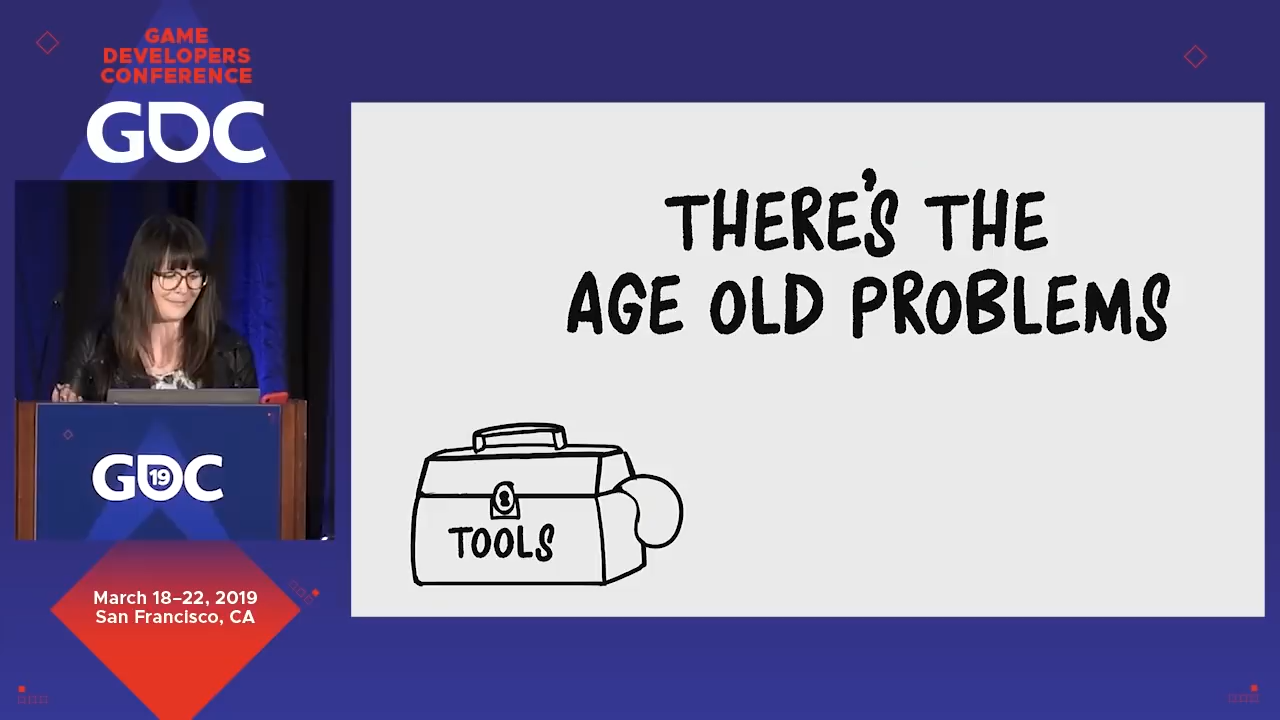 GAME
DEVELOPERS
CONFERENCE
GDC
THERE'S THE
AGE OLD PROBLEMS
TOOLS
GDC
19
March 18–22, 2019
San Francisco, CA